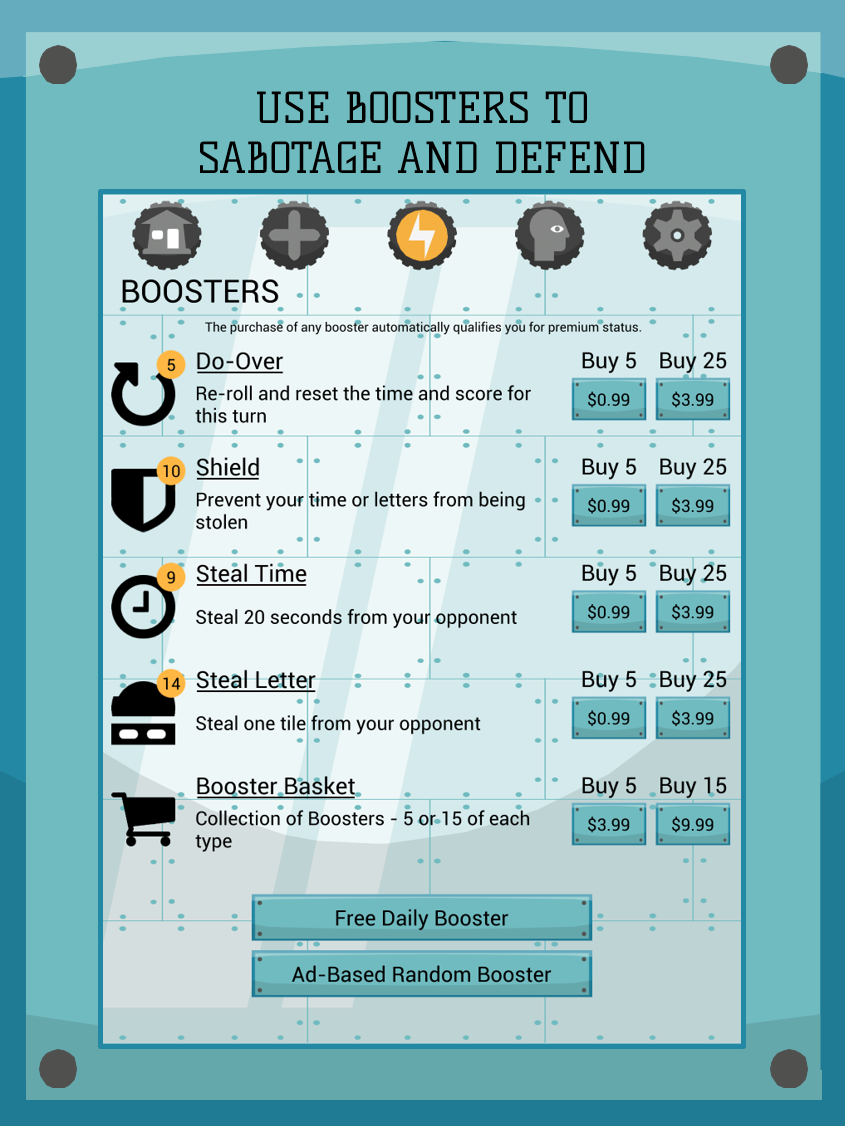 USE BOOSTERS TO
SABOTAGE AND DEFEND
BOOSTERS
The purchase of any booster automatically qualifies you for premium status.
5 Do-Over Buy 5 Buy 25
Re-roll and reset the time and score for
this turn
$0.99 $3.99
10 Shield Buy 5 Buy 25
Prevent your time or letters from being
stolen
$0.99 $3.99
9 Steal Time Buy 5 Buy 25
Steal 20 seconds from your opponent $0.99 $3.99
14 Steal Letter Buy 5 Buy 25
Steal one tile from your opponent $0.99 $3.99
Booster Basket Buy 5 Buy 15
Collection of Boosters - 5 or 15 of each
type
$3.99 $9.99
Free Daily Booster
Ad-Based Random Booster